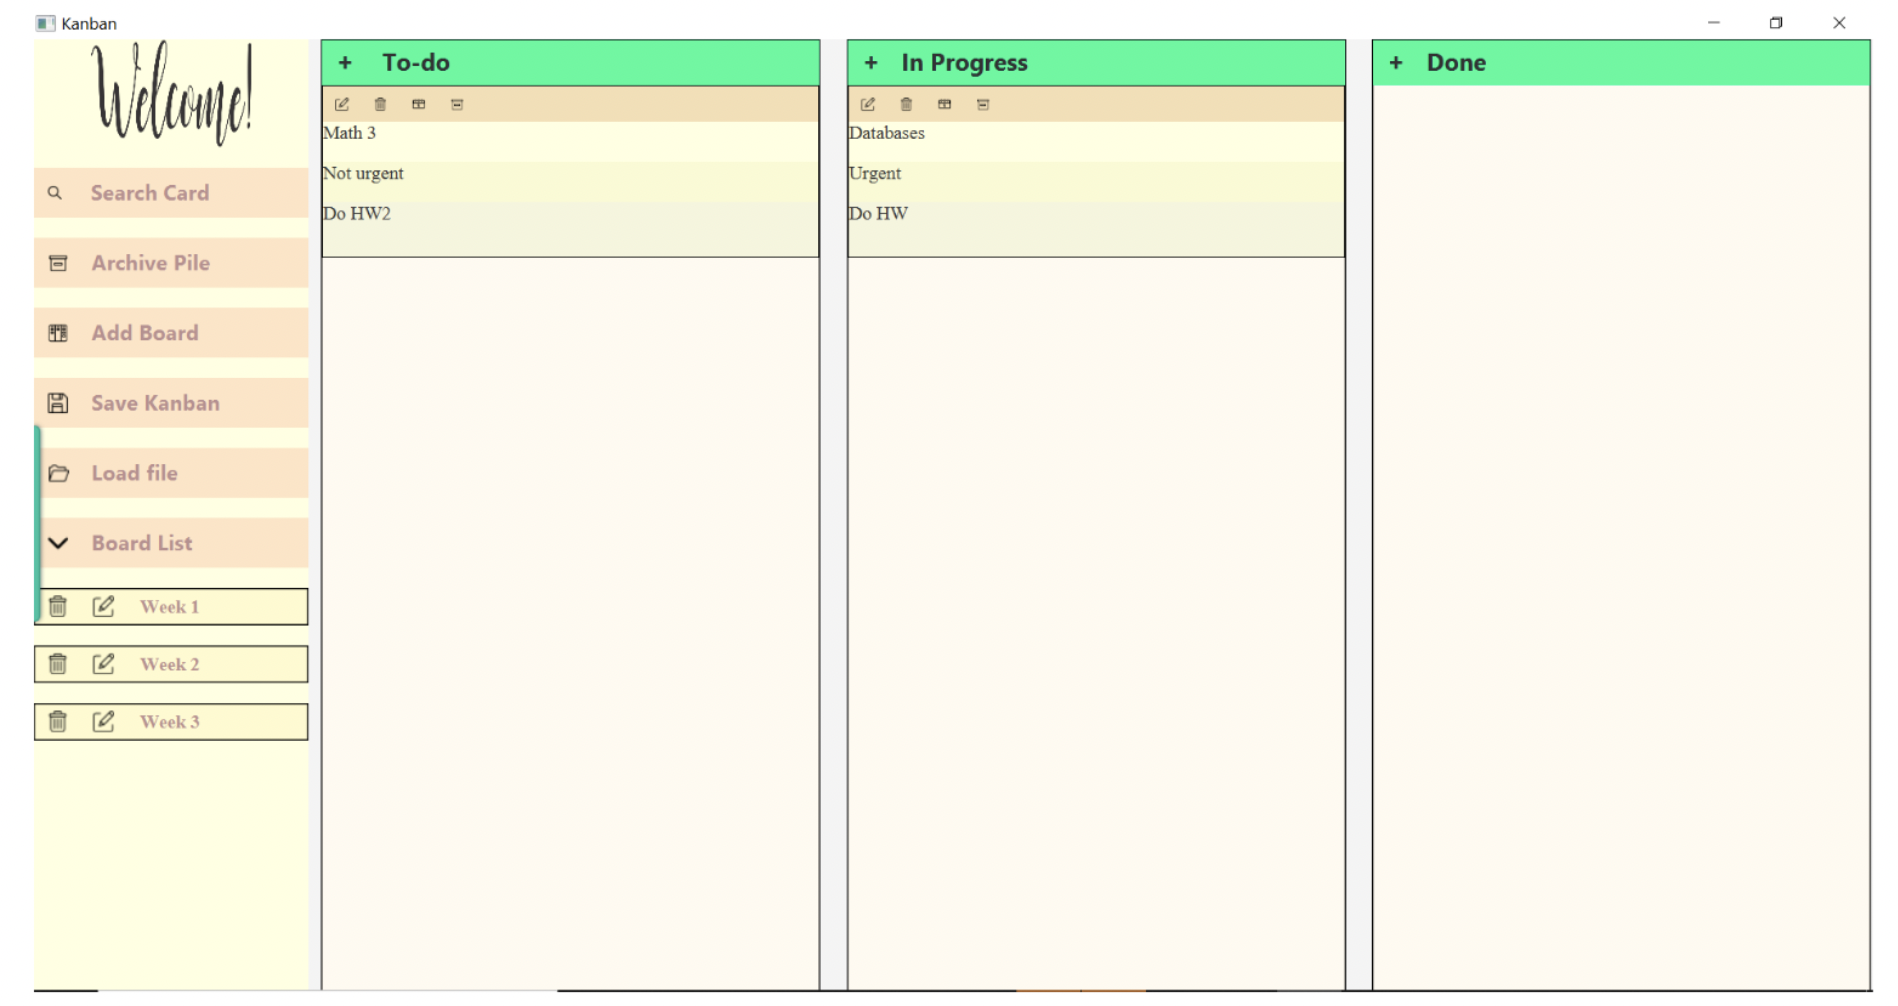 Kanban
Welcome!
Search Card
Archive Pile
Add Board
Save Kanban
Load file
Board List
Week 1
Week 2
Week 3
+ To-do
Math 3
Not urgent
Do HW2
+ In Progress
Databases
Urgent
Do HW
+ Done